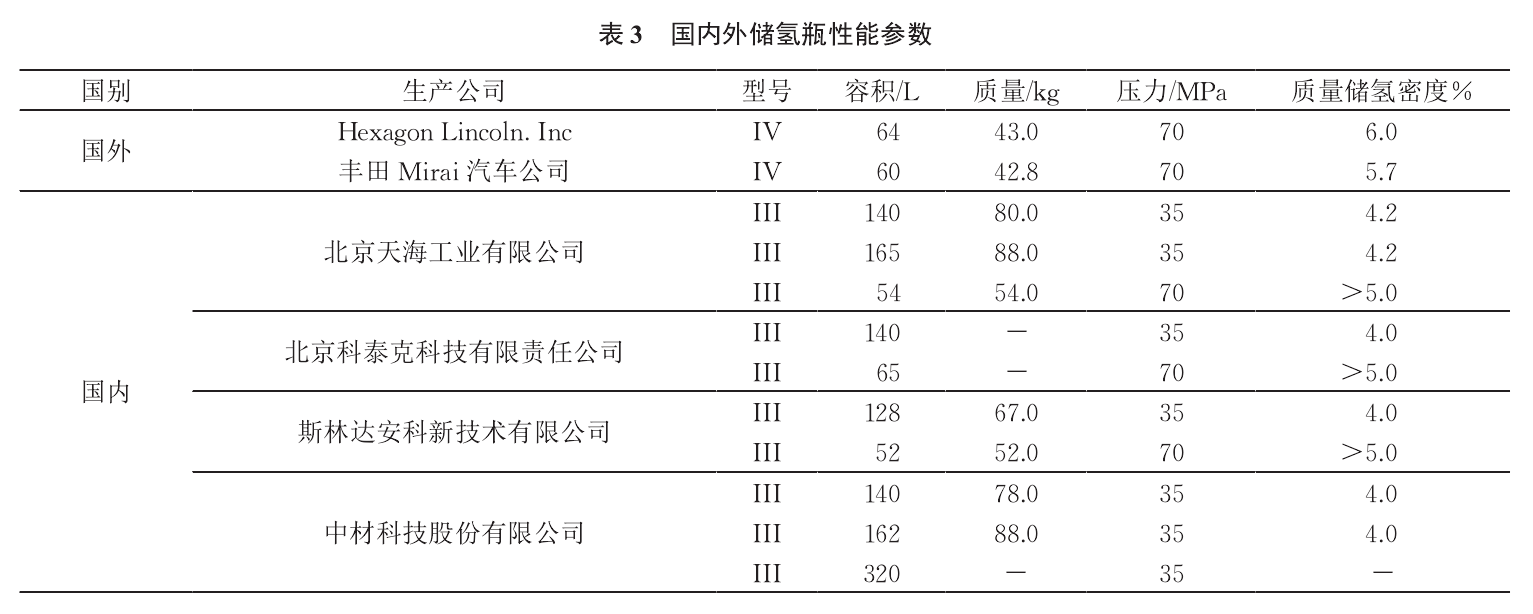 表 3 国内外储氢瓶性能参数
国别 生产公司 型号 容积/L 质量/kg 压力/MPa 质量储氢密度%
国外 Hexagon Lincoln. Inc IV 64 43.0 70 6.0
丰田 Mirai 汽车公司 IV 60 42.8 70 5.7
国内 北京天海工业有限公司 III 140 80.0 35 4.2
III 165 88.0 35 4.2
III 54 54.0 70 >5.0
北京科泰克科技有限责任公司 III 140 － 35 4.0
III 65 － 70 >5.0
斯林达安科新技术有限公司 III 128 67.0 35 4.0
III 52 52.0 70 >5.0
中材科技股份有限公司 III 140 78.0 35 4.0
III 162 88.0 35 4.0
III 320 － 35 －